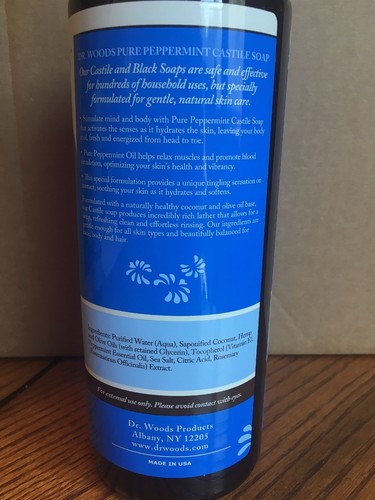 DR. WOODS PURE PEPPERMINT CASTILE SOAP
Our Castile and Black Soaps are safe and effective
for hundreds of household uses, but specially
formulated for gentle, natural skin care.
Stimulate mind and body with Pure Peppermint Castile Soap
that activates the senses as it hydrates the skin, leaving your body
and, fresh and energized from head to toe.
Pure Peppermint Oil helps relax muscles and promote blood
circulation, optimizing your skin's health and vibrancy.
This special formulation provides a unique tingling sensation on
contact, soothing your skin as it hydrates and softens.
Formulated with a naturally healthy coconut and olive oil base,
our Castile soap produces incredibly rich lather that allows for a
refreshing clean and effortless rinsing. Our ingredients are
gentle enough for all skin types and beautifully balanced for
body and hair.
Ingredients: Purified Water (Aqua), Saponified Coconut, Hemp
and Olive Oils (with retained Glycerin), Tocopherol (Vitamin E),
Peppermint Essential Oil, Sea Salt, Citric Acid, Rosemary
(Rosmarinus Officinalis) Extract.
For external use only. Please avoid contact with eyes.
Dr. Woods Products
Albany, NY 12205
www.drwoods.com
MADE IN USA